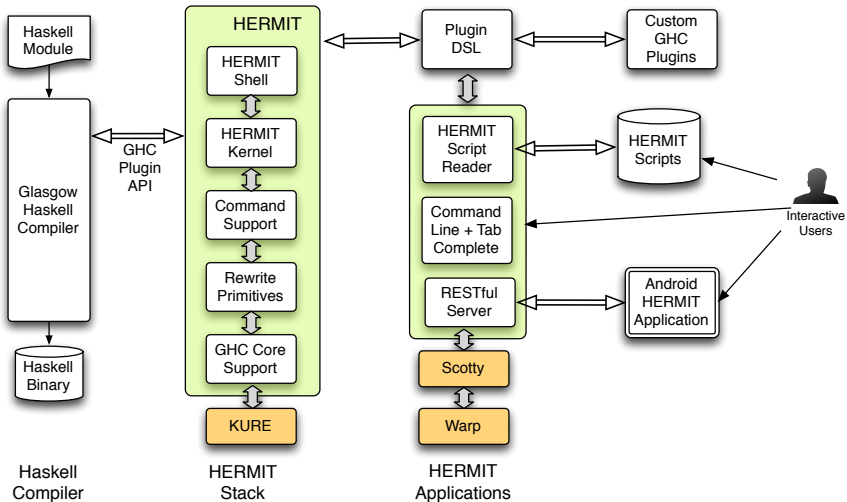 Haskell
Module
Glasgow
Haskell
Compiler
Haskell
Binary
Haskell
Compiler
GHC
Plugin
API
HERMIT
HERMIT
Shell
HERMIT
Kernel
Command
Support
Rewrite
Primitives
GHC Core
Support
KURE
HERMIT
Stack
Plugin
DSL
HERMIT
Script
Reader
Command
Line + Tab
Complete
RESTful
Server
Scotty
Warp
HERMIT
Applications
Custom
GHC
Plugins
HERMIT
Scripts
Android
HERMIT
Application
Interactive
Users